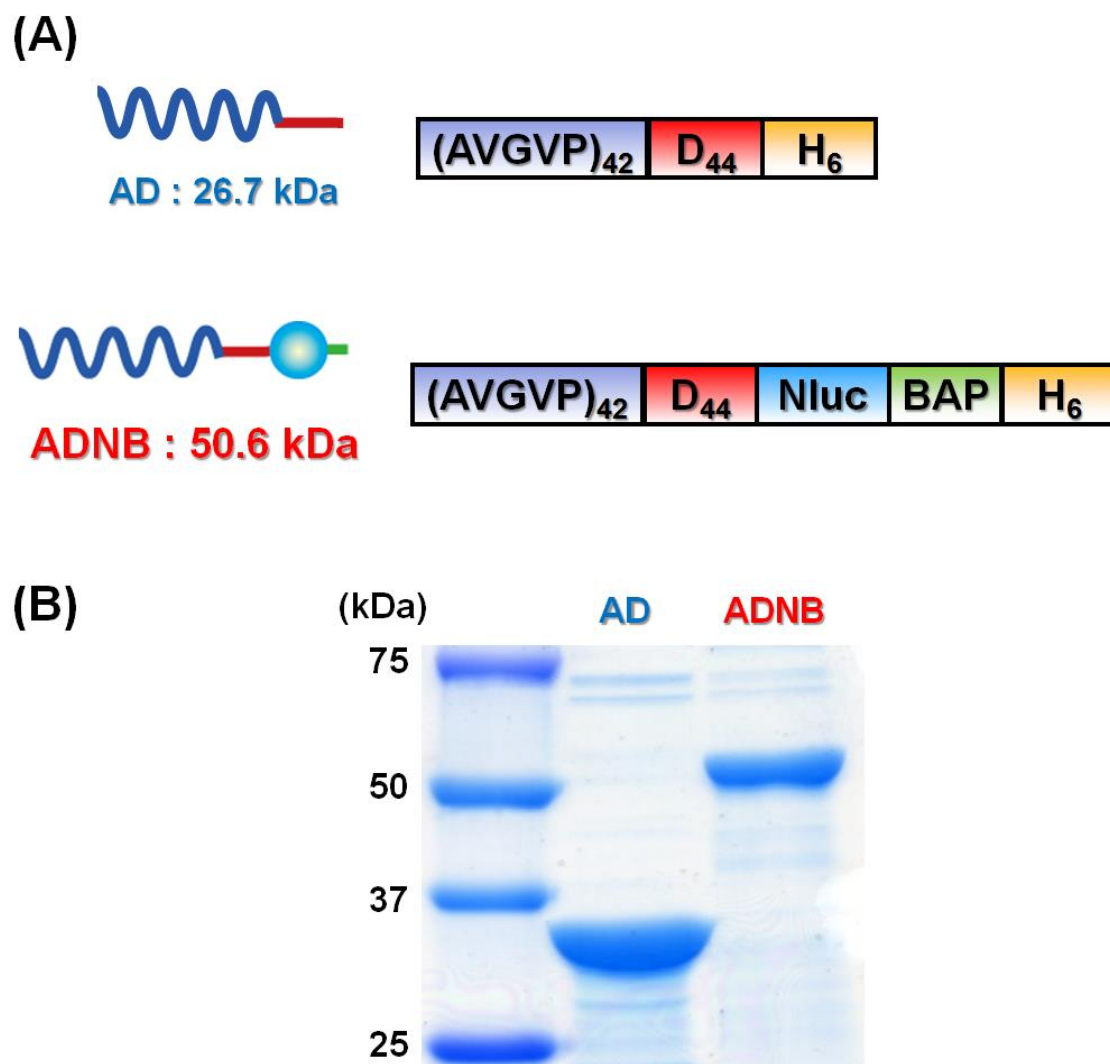 (A)
(AVGVP)₄₂ D₄₄ H₆
AD : 26.7 kDa
(AVGVP)₄₂ D₄₄ Nluc BAP H₆
ADNB : 50.6 kDa
(B)
(kDa) AD ADNB
75
50
37
25